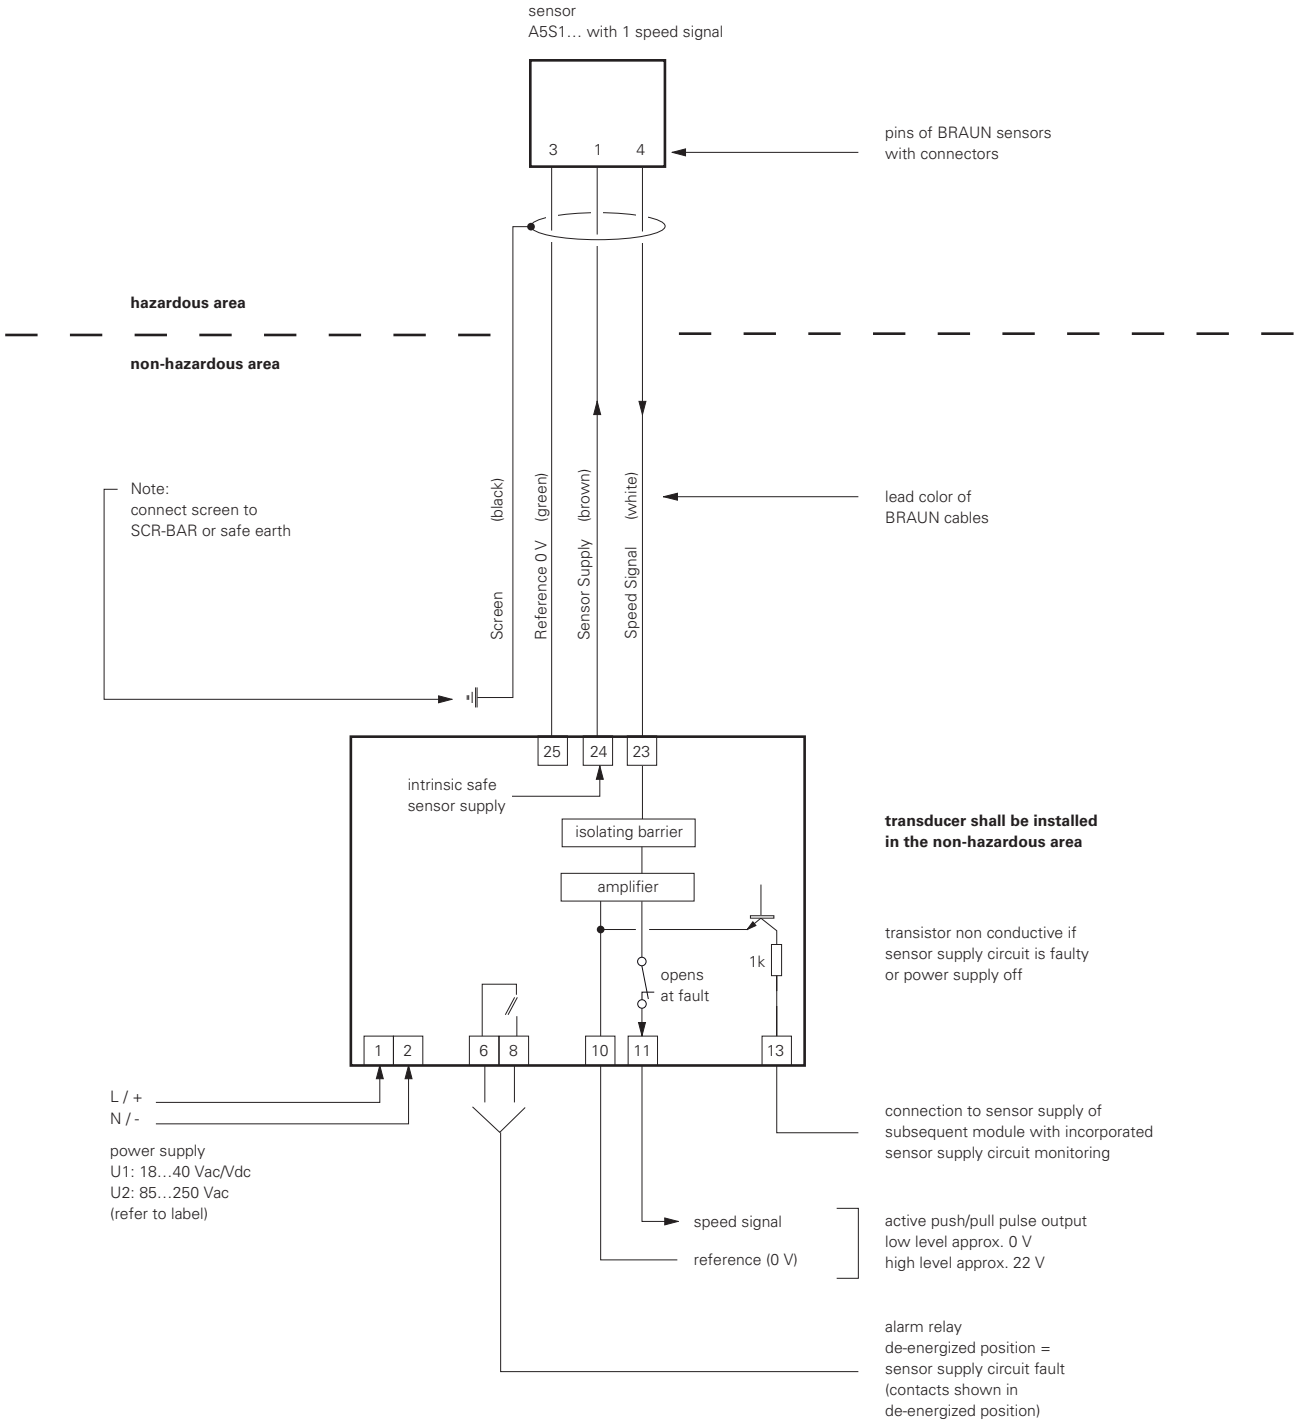 sensor
A5S1… with 1 speed signal
3 1 4
pins of BRAUN sensors
with connectors
hazardous area
non-hazardous area
Note:
connect screen to
SCR-BAR or safe earth
Screen (black)
Reference 0 V (green)
Sensor Supply (brown)
Speed Signal (white)
lead color of
BRAUN cables
25 24 23
intrinsic safe
sensor supply
isolating barrier
amplifier
transducer shall be installed
in the non-hazardous area
transistor non conductive if
sensor supply circuit is faulty
or power supply off
1k
opens
at fault
1 2 6 8 10 11 13
L / +
N / -
power supply
U1: 18…40 Vac/Vdc
U2: 85…250 Vac
(refer to label)
connection to sensor supply of
subsequent module with incorporated
sensor supply circuit monitoring
speed signal
reference (0 V)
active push/pull pulse output
low level approx. 0 V
high level approx. 22 V
alarm relay
de-energized position =
sensor supply circuit fault
(contacts shown in
de-energized position)